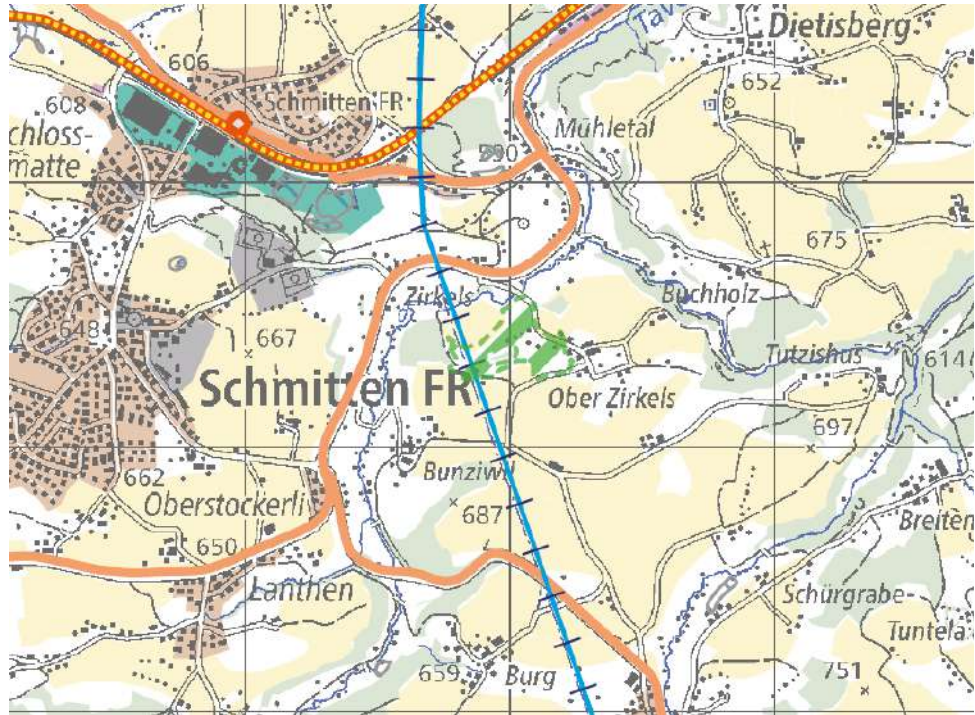 Tave
Dietisberg
606
652
608
Schmitten FR
chloss-
matte
Mühletal
590
675
Zirkels
Buchholz
648
667
Tutzishus
614
Schmitten FR
Ober Zirkels
697
662
Bunziwil
Oberstockerli
687
650
Breiten
Lanthen
Schürgrabe
Tuntela
659
Burg
751